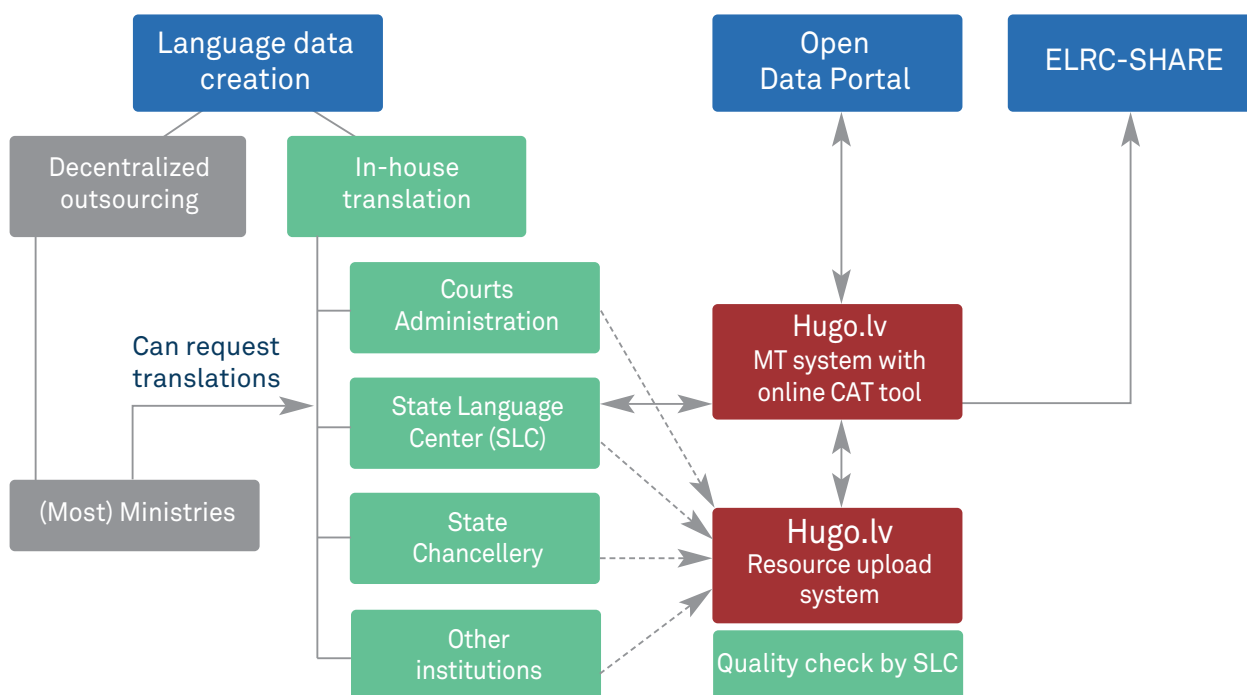 Language data
creation
Open
Data Portal
ELRC-SHARE
Decentralized
outsourcing
In-house
translation
Courts
Administration
Can request
translations
Hugo.lv
MT system with
online CAT tool
State Language
Center (SLC)
(Most) Ministries
State
Chancellery
Hugo.lv
Resource upload
system
Other
institutions
Quality check by SLC